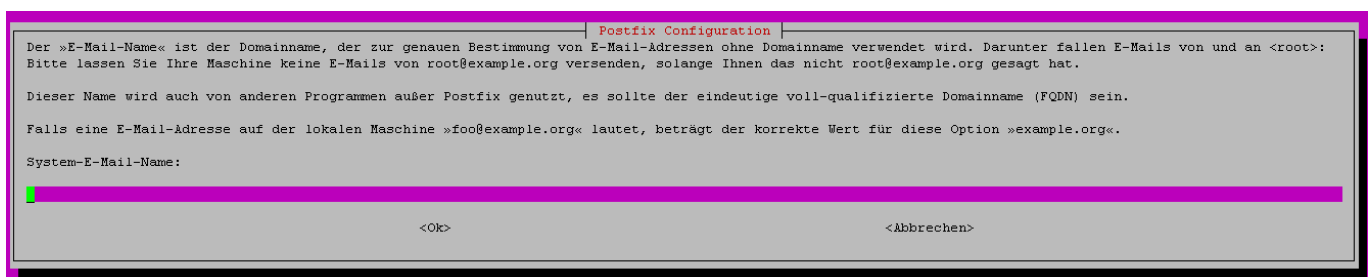 Postfix Configuration
Der »E-Mail-Name« ist der Domainname, der zur genauen Bestimmung von E-Mail-Adressen ohne Domainname verwendet wird. Darunter fallen E-Mails von und an <root>:
Bitte lassen Sie Ihre Maschine keine E-Mails von root@example.org versenden, solange Ihnen das nicht root@example.org gesagt hat.
Dieser Name wird auch von anderen Programmen außer Postfix genutzt, es sollte der eindeutige voll-qualifizierte Domainname (FQDN) sein.
Falls eine E-Mail-Adresse auf der lokalen Maschine »foo@example.org« lautet, beträgt der korrekte Wert für diese Option »example.org«.
System-E-Mail-Name:
<Ok> <Abbrechen>